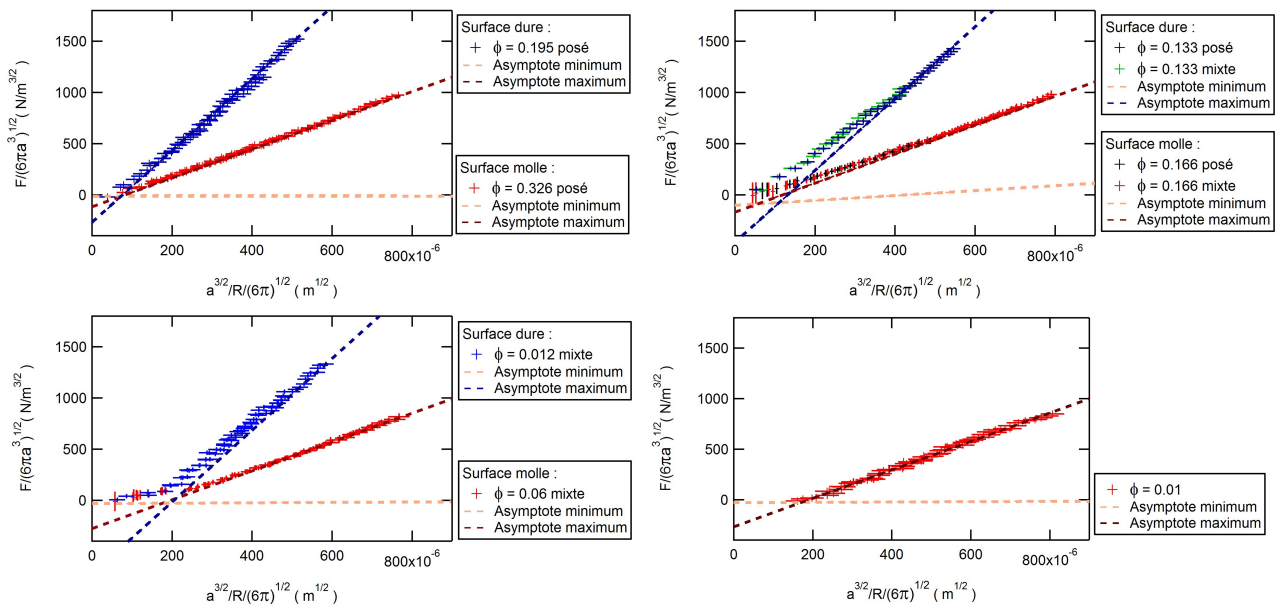 1500
1000
500
0
F/(6πa³)^1/2 (N/m^3/2)
0
200
400
600
800x10^-6
a^3/2/R/(6π)^1/2 ( m^1/2 )
Surface dure :
ϕ = 0.195 posé
Asymptote minimum
Asymptote maximum
Surface molle :
ϕ = 0.326 posé
Asymptote minimum
Asymptote maximum
1500
1000
500
0
F/(6πa³)^1/2 (N/m^3/2)
0
200
400
600
800x10^-6
a^3/2/R/(6π)^1/2 ( m^1/2 )
Surface dure :
ϕ = 0.133 posé
ϕ = 0.133 mixte
Asymptote minimum
Asymptote maximum
Surface molle :
ϕ = 0.166 posé
ϕ = 0.166 mixte
Asymptote minimum
Asymptote maximum
1500
1000
500
0
F/(6πa³)^1/2 (N/m^3/2)
0
200
400
600
800x10^-6
a^3/2/R/(6π)^1/2 ( m^1/2 )
Surface dure :
ϕ = 0.012 mixte
Asymptote minimum
Asymptote maximum
Surface molle :
ϕ = 0.06 mixte
Asymptote minimum
Asymptote maximum
1500
1000
500
0
F/(6πa³)^1/2 (N/m^3/2)
0
200
400
600
800x10^-6
a^3/2/R/(6π)^1/2 ( m^1/2 )
ϕ = 0.01
Asymptote minimum
Asymptote maximum